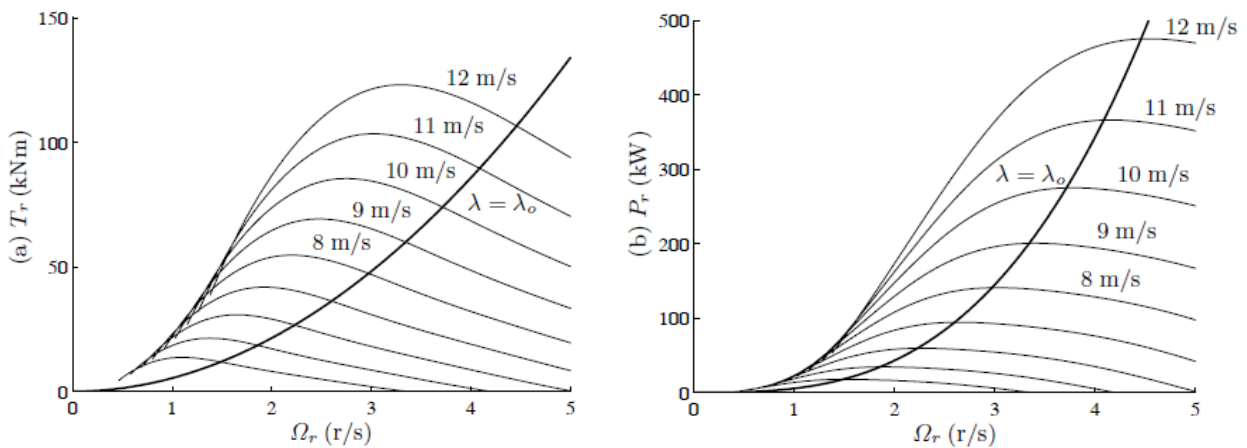 150
100
50
0
(a) T_r (kNm)
12 m/s
11 m/s
10 m/s
9 m/s
8 m/s
λ = λ_o
0 1 2 3 4 5
Ω_r (r/s)
500
400
300
200
100
0
(b) P_r (kW)
12 m/s
11 m/s
10 m/s
9 m/s
8 m/s
λ = λ_o
0 1 2 3 4 5
Ω_r (r/s)